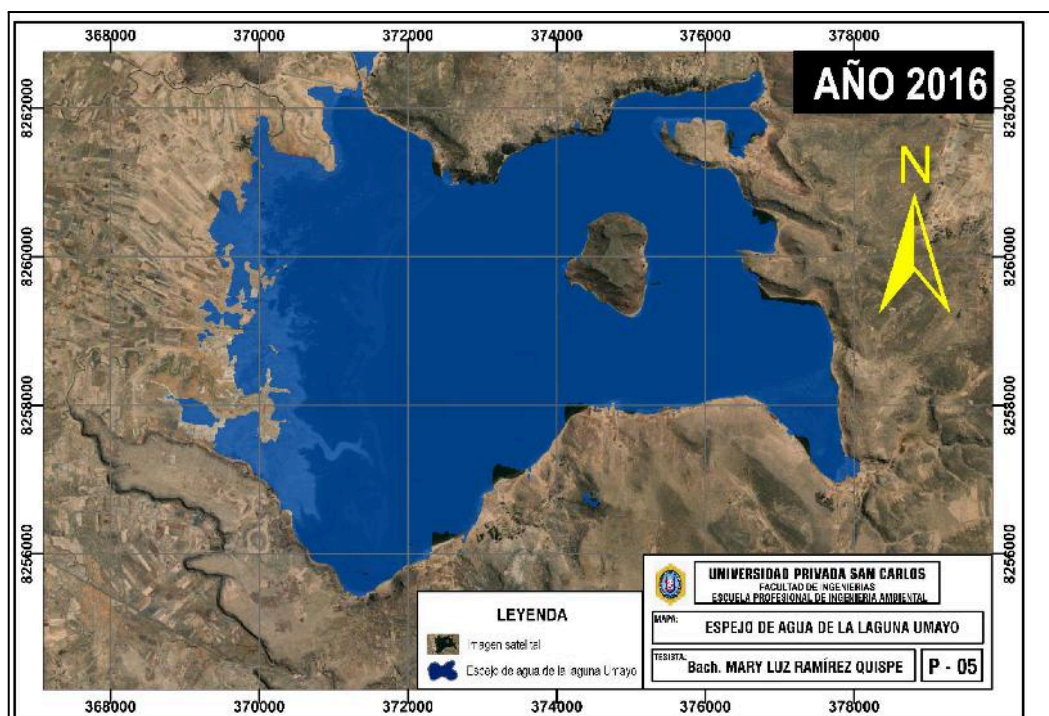 368000 370000 372000 374000 376000 378000
AÑO 2016
N
8262000 8262000
8260000 8260000
8258000 8258000
8256000 8256000
LEYENDA
Imagen satelital
Espejo de agua de la laguna Umayo
UNIVERSIDAD PRIVADA SAN CARLOS
FACULTAD DE INGENIERIAS
ESCUELA PROFESIONAL DE INGENIERIA AMBIENTAL
MAPA: ESPEJO DE AGUA DE LA LAGUNA UMAYO
TESISTA: Bach. MARY LUZ RAMÍREZ QUISPE P - 05
368000 370000 372000 374000 376000 378000